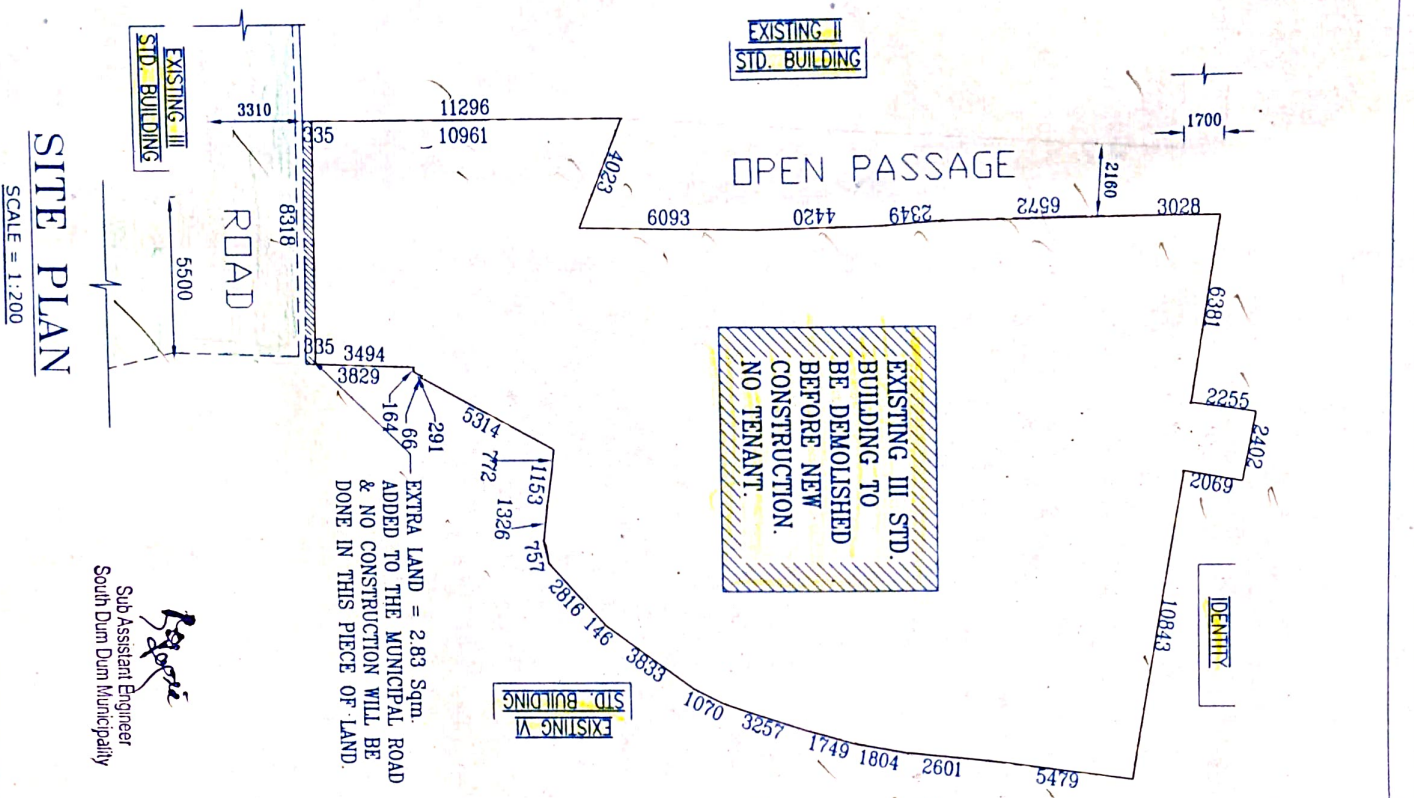 EXISTING II
STD. BUILDING
EXISTING III
STD. BUILDING
3310
335
11296
10961
4023
OPEN PASSAGE
1700
2160
6093
4420
2349
6572
3028
6381
2255
2402
2069
10843
IDENTITY
ROAD
8318
5500
335
3494
3829
164
66
291
5314
772
1153
1326
757
2816
146
3833
1070
3257
1749
1804
2601
5479
EXISTING III STD.
BUILDING TO
BE DEMOLISHED
BEFORE NEW
CONSTRUCTION.
NO TENANT.
EXTRA LAND = 2.83 Sqm.
ADDED TO THE MUNICIPAL ROAD
& NO CONSTRUCTION WILL BE
DONE IN THIS PIECE OF LAND.
EXISTING VI
STD. BUILDING
SITE PLAN
SCALE = 1:200
Sub Assistant Engineer
South Dum Dum Municipality